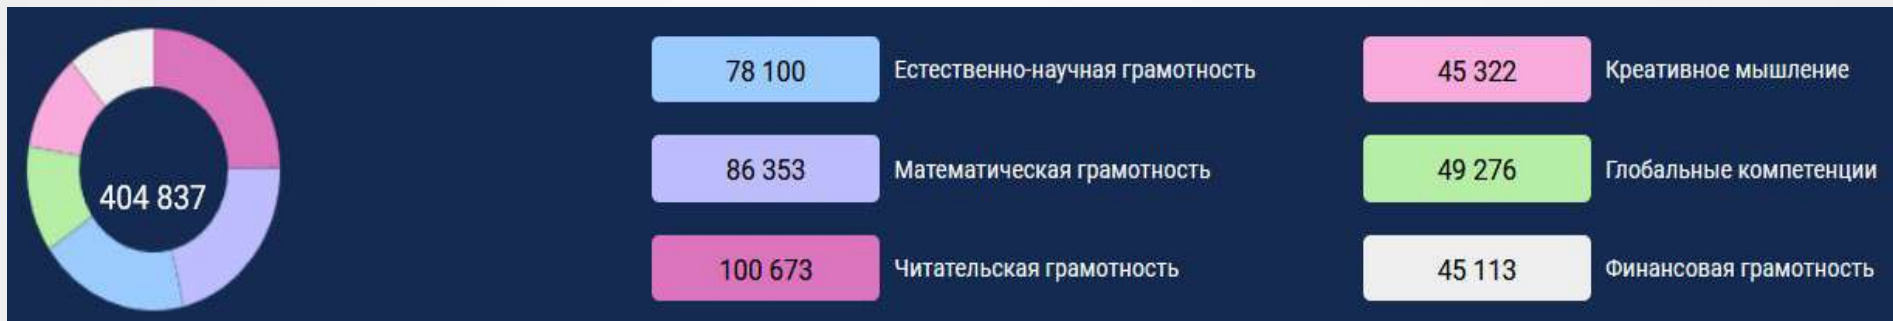 404 837
78 100 Естественно-научная грамотность
86 353 Математическая грамотность
100 673 Читательская грамотность
45 322 Креативное мышление
49 276 Глобальные компетенции
45 113 Финансовая грамотность